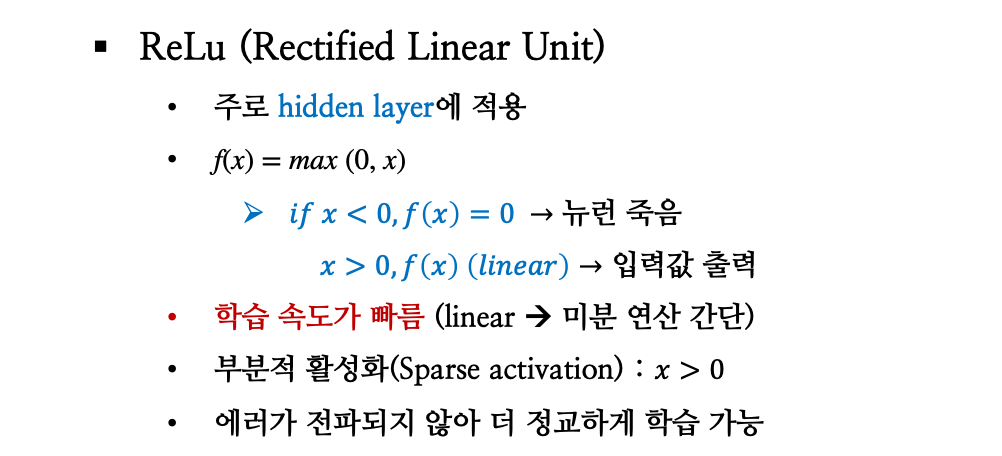 ▪ ReLu (Rectified Linear Unit)
• 주로 hidden layer에 적용
• f(x) = max (0, x)
➢ if x < 0, f(x) = 0 → 뉴런 죽음
x > 0, f(x) (linear) → 입력값 출력
• 학습 속도가 빠름 (linear → 미분 연산 간단)
• 부분적 활성화(Sparse activation) : x > 0
• 에러가 전파되지 않아 더 정교하게 학습 가능